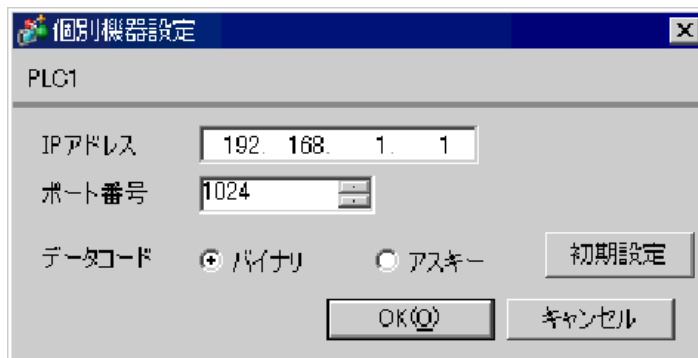 個別機器設定
PLC1
IPアドレス 192. 168. 1. 1
ポート番号 1024
データコード バイナリ アスキー 初期設定
OK(O) キャンセル